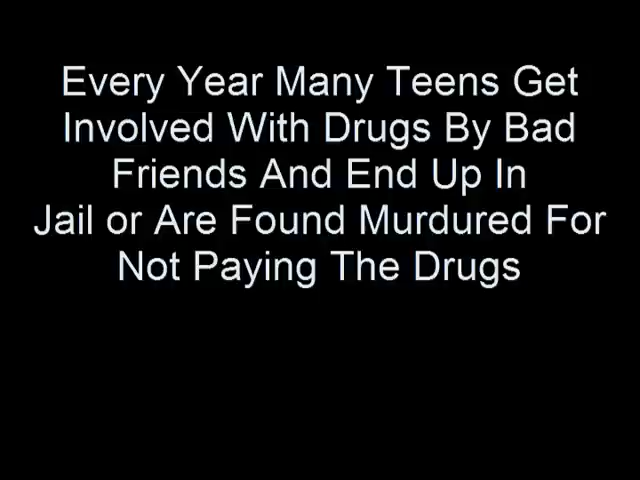 Every Year Many Teens Get
Involved With Drugs By Bad
Friends And End Up In
Jail or Are Found Murdured For
Not Paying The Drugs